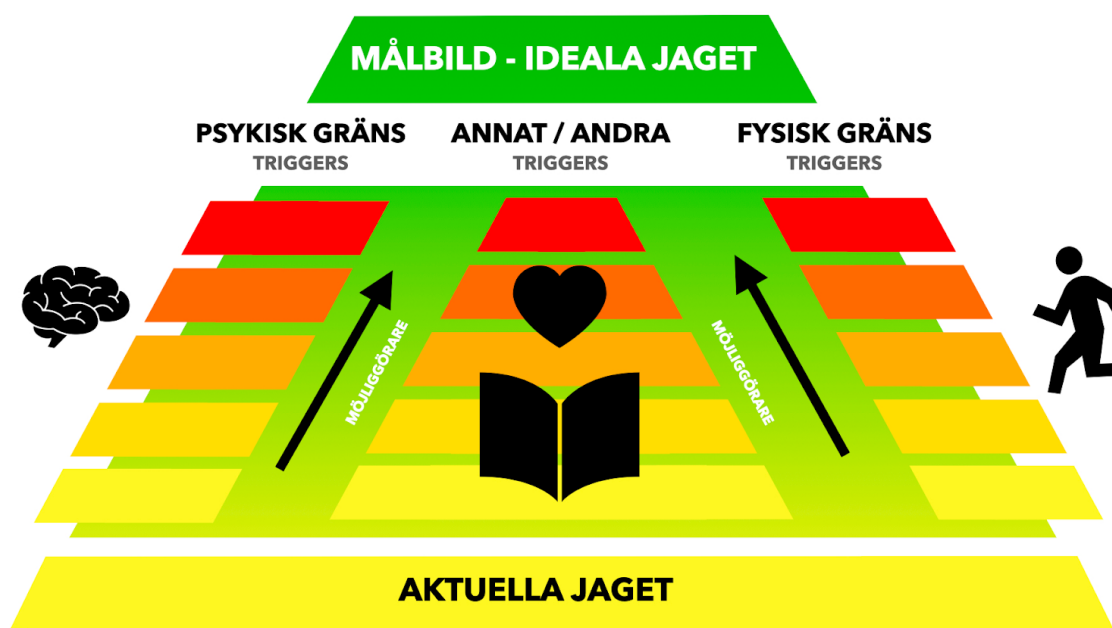 MÅLBILD - IDEALA JAGET
PSYKISK GRÄNS
TRIGGERS
ANNAT / ANDRA
TRIGGERS
FYSISK GRÄNS
TRIGGERS
MÖJLIGGÖRARE
MÖJLIGGÖRARE
AKTUELLA JAGET